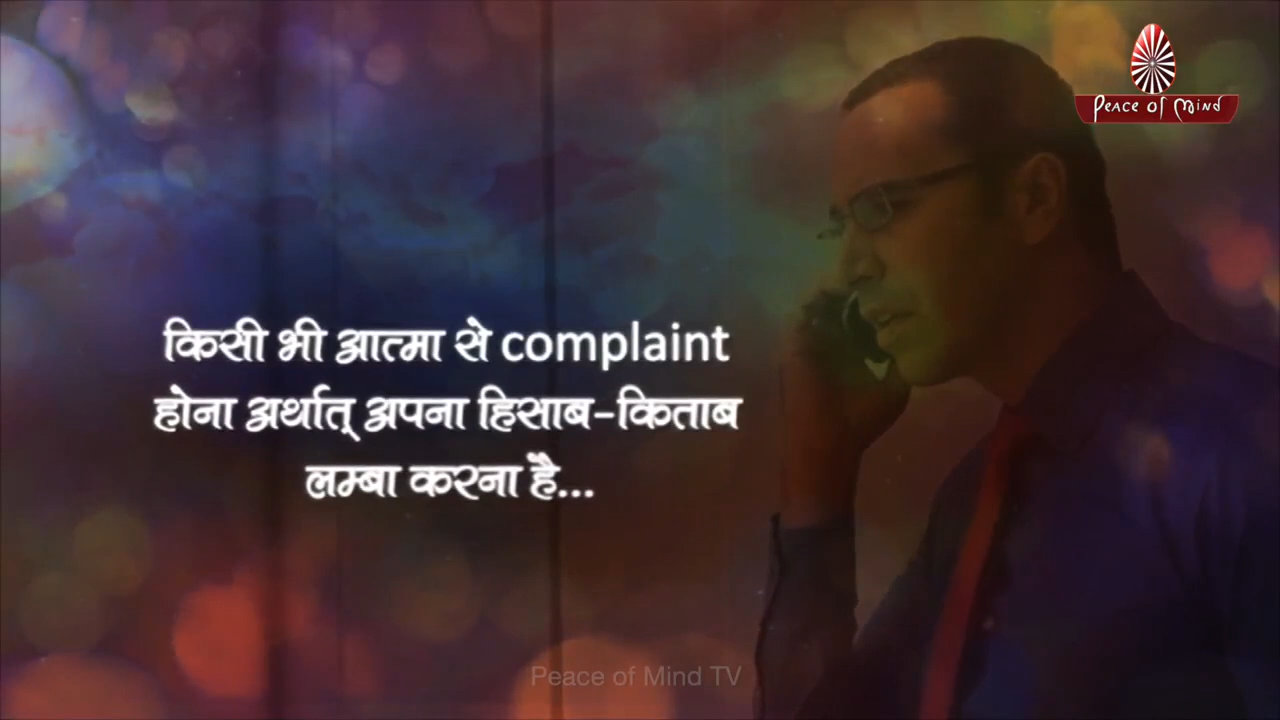 Peace of Mind
किसी भी आत्मा से complaint
होना अर्थात् अपना हिसाब-किताब
लम्बा करना है...
Peace of Mind TV